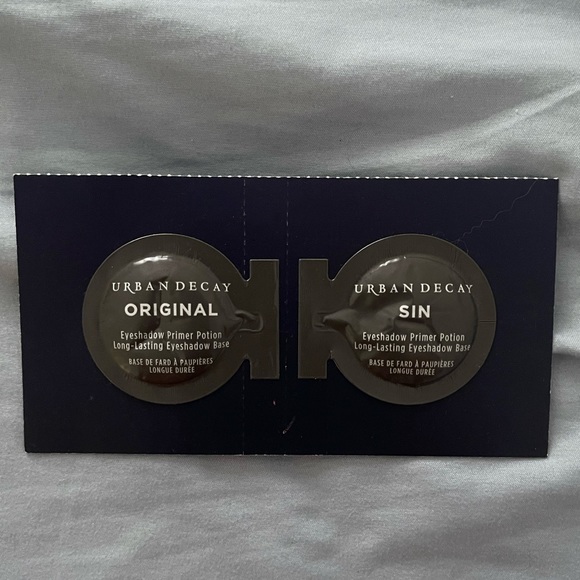 URBAN DECAY
ORIGINAL
Eyeshadow Primer Potion
Long-Lasting Eyeshadow Base
BASE DE FARD À PAUPIÈRES
LONGUE DURÉE
URBAN DECAY
SIN
Eyeshadow Primer Potion
Long-Lasting Eyeshadow Base
BASE DE FARD À PAUPIÈRES
LONGUE DURÉE